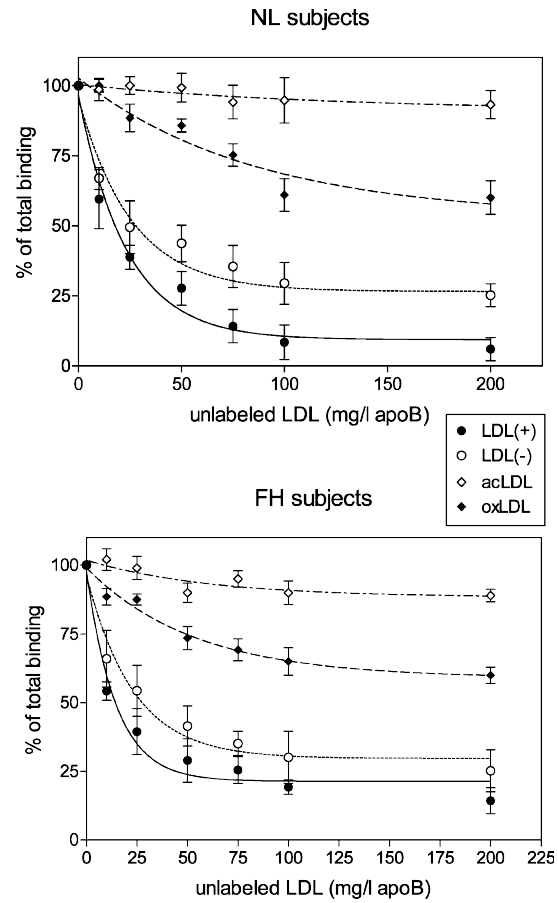 NL subjects
100
75
50
25
0
% of total binding
0 50 100 150 200
unlabeled LDL (mg/l apoB)
LDL(+)
LDL(-)
acLDL
oxLDL
FH subjects
100
75
50
25
0
% of total binding
0 25 50 75 100 125 150 175 200 225
unlabeled LDL (mg/l apoB)